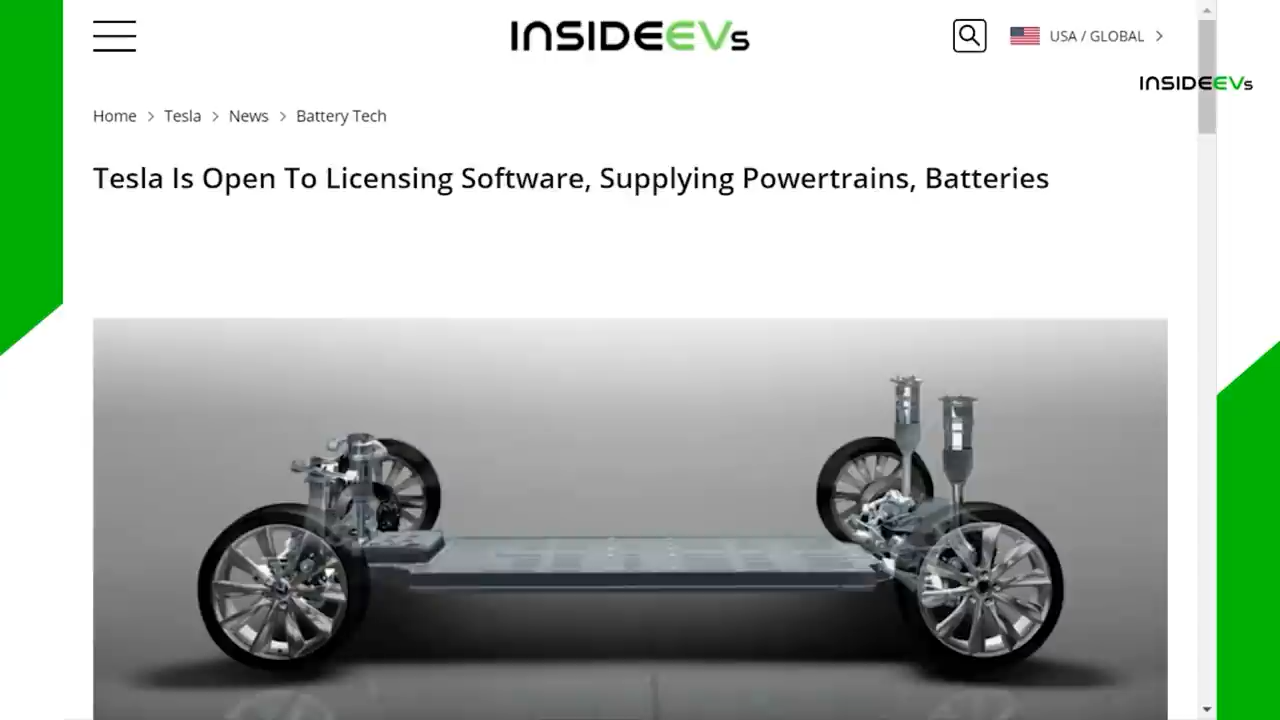 INSIDEEVs
USA / GLOBAL
INSIDEEVs
Home > Tesla > News > Battery Tech
Tesla Is Open To Licensing Software, Supplying Powertrains, Batteries